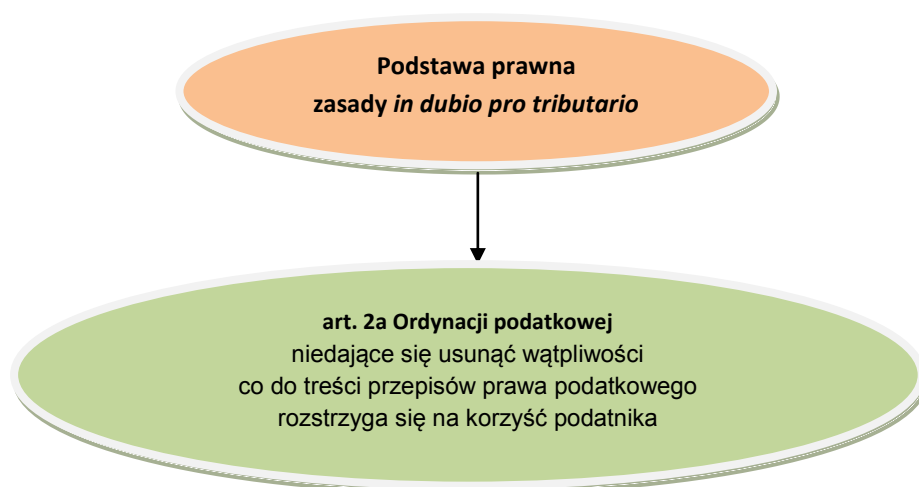 Podstawa prawna
zasady in dubio pro tributario
art. 2a Ordynacji podatkowej
niedające się usunąć wątpliwości
co do treści przepisów prawa podatkowego
rozstrzyga się na korzyść podatnika